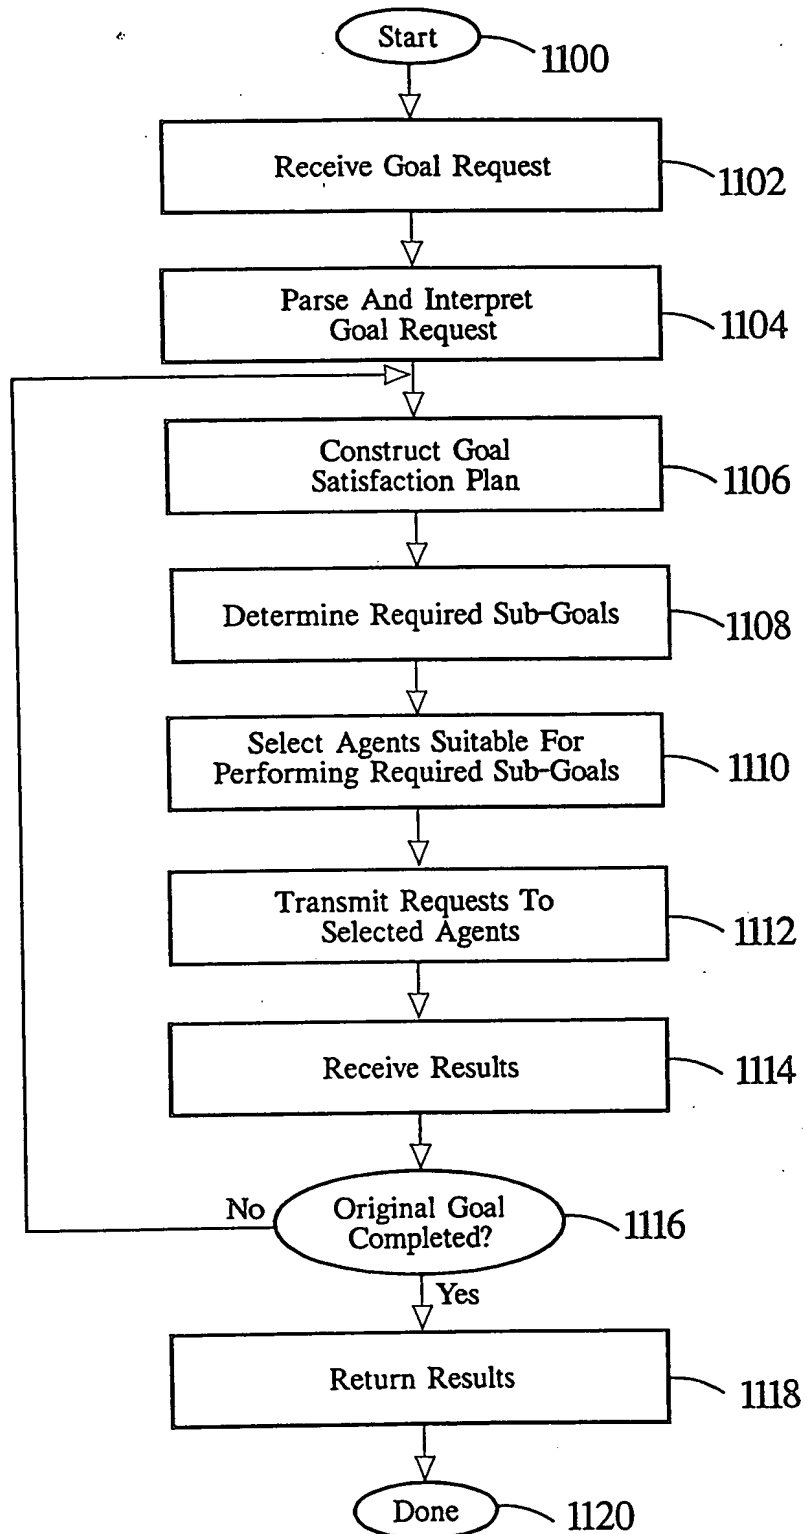 Start
1100
Receive Goal Request
1102
Parse And Interpret
Goal Request
1104
Construct Goal
Satisfaction Plan
1106
Determine Required Sub-Goals
1108
Select Agents Suitable For
Performing Required Sub-Goals
1110
Transmit Requests To
Selected Agents
1112
Receive Results
1114
No
Original Goal
Completed?
1116
Yes
Return Results
1118
Done
1120